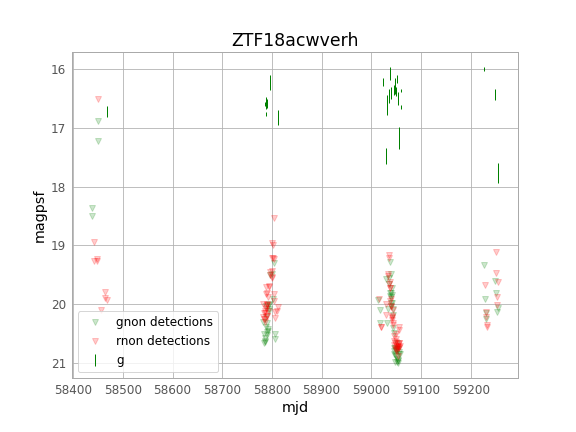 ZTF18acwverh
magpsf
16
17
18
19
20
21
gnon detections
rnon detections
g
58400 58500 58600 58700 58800 58900 59000 59100 59200
mjd